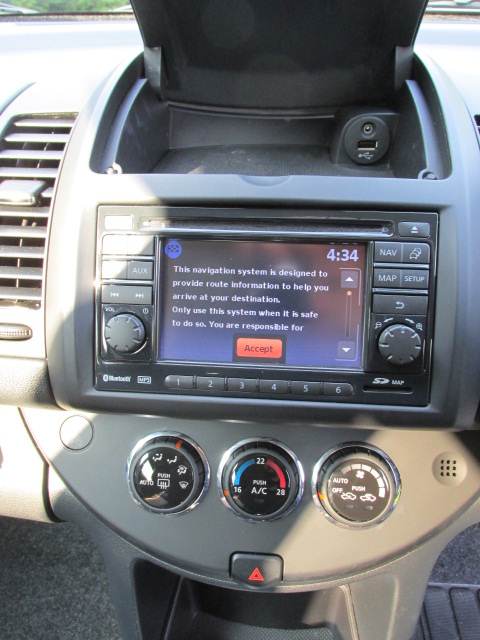 4:34
This navigation system is designed to
provide route information to help you
arrive at your destination.
Only use this system when it is safe
to do so. You are responsible for
Accept
AUX
NAV
MAP SETUP
VOL
Bluetooth MP3
1 2 3 4 5 6
SD MAP
PUSH
AUTO
22
PUSH
A/C
16 28
AUTO
OFF PUSH